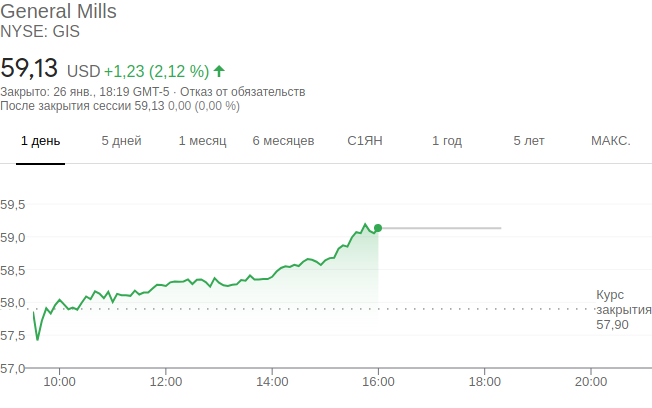 General Mills
NYSE: GIS
59,13 USD +1,23 (2,12 %)
Закрыто: 26 янв., 18:19 GMT-5 · Отказ от обязательств
После закрытия сессии 59,13 0,00 (0,00 %)
1 день 5 дней 1 месяц 6 месяцев С1ЯН 1 год 5 лет МАКС.
59,5
59,0
58,5
58,0
57,5
57,0
Курс
закрытия
57,90
10:00 12:00 14:00 16:00 18:00 20:00